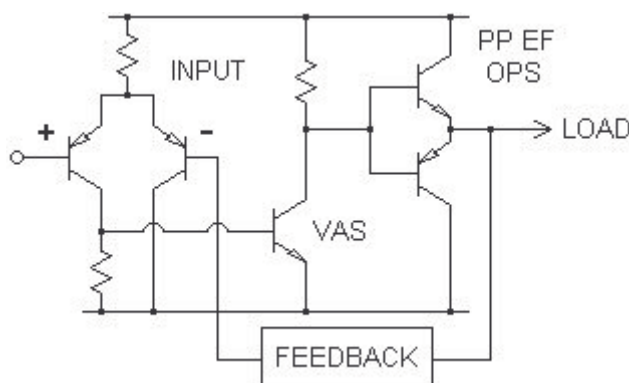 PP EF
OPS
INPUT
+
-
LOAD
VAS
FEEDBACK